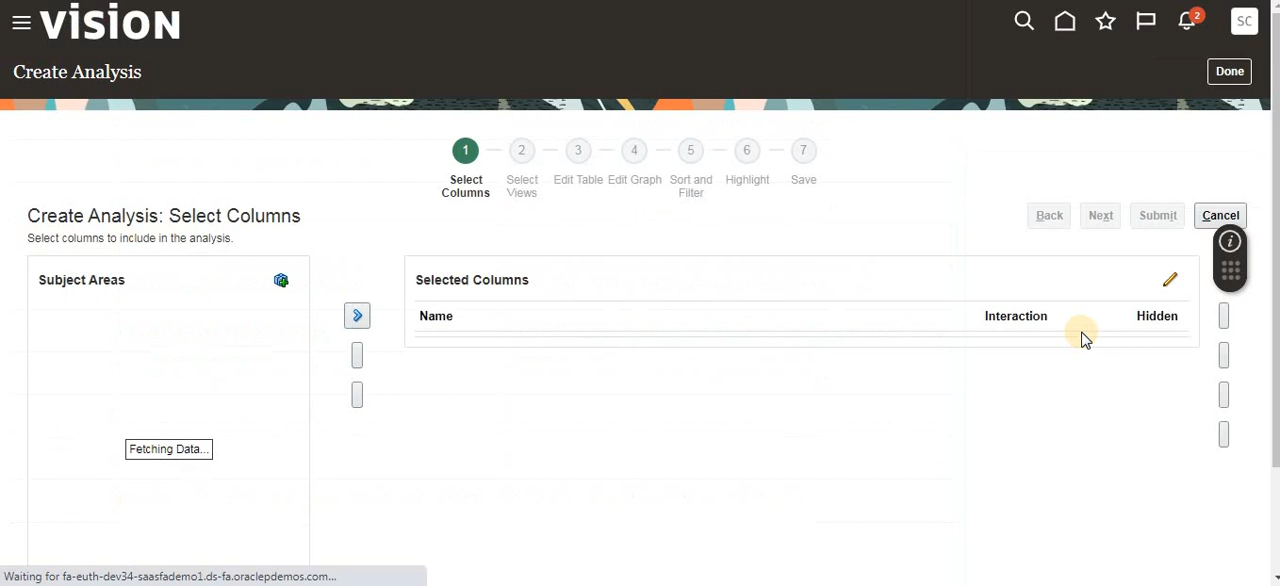 VISION
2
SC
Create Analysis
Done
1 2 3 4 5 6 7
Select Columns
Select Views
Edit Table
Edit Graph
Sort and Filter
Highlight
Save
Create Analysis: Select Columns
Select columns to include in the analysis.
Back
Next
Submit
Cancel
i
Subject Areas
Selected Columns
Name
Interaction
Hidden
Fetching Data...
Waiting for fa-euth-dev34-saasfademo1.ds-fa.oraclepdemos.com...